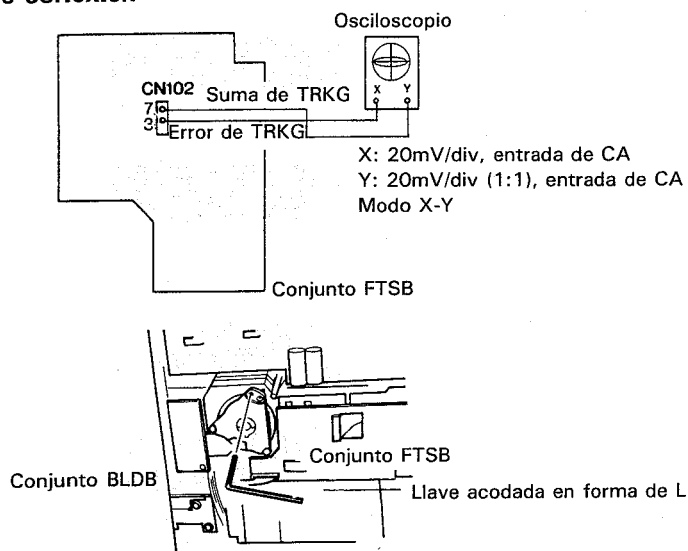 Osciloscopio
CN102
Suma de TRKG
X Y
7
3
Error de TRKG
X: 20mV/div, entrada de CA
Y: 20mV/div (1:1), entrada de CA
Modo X-Y
Conjunto FTSB
Conjunto FTSB
Conjunto BLDB
Llave acodada en forma de L